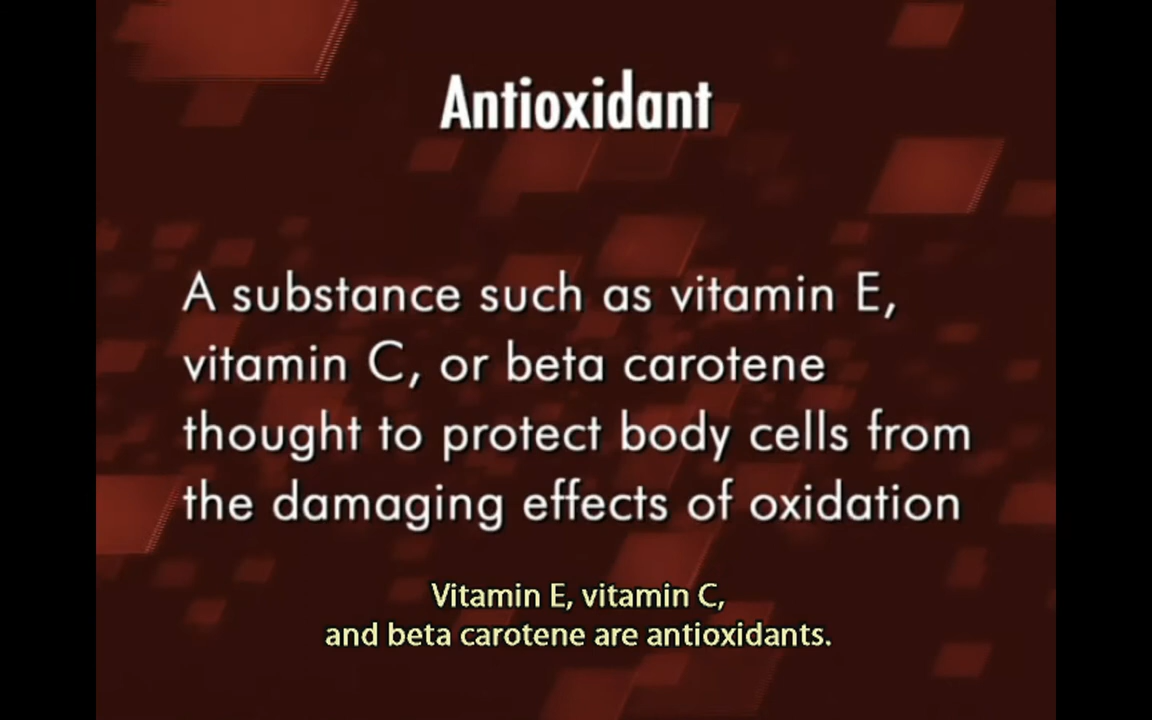 Antioxidant
A substance such as vitamin E,
vitamin C, or beta carotene
thought to protect body cells from
the damaging effects of oxidation
Vitamin E, vitamin C,
and beta carotene are antioxidants.